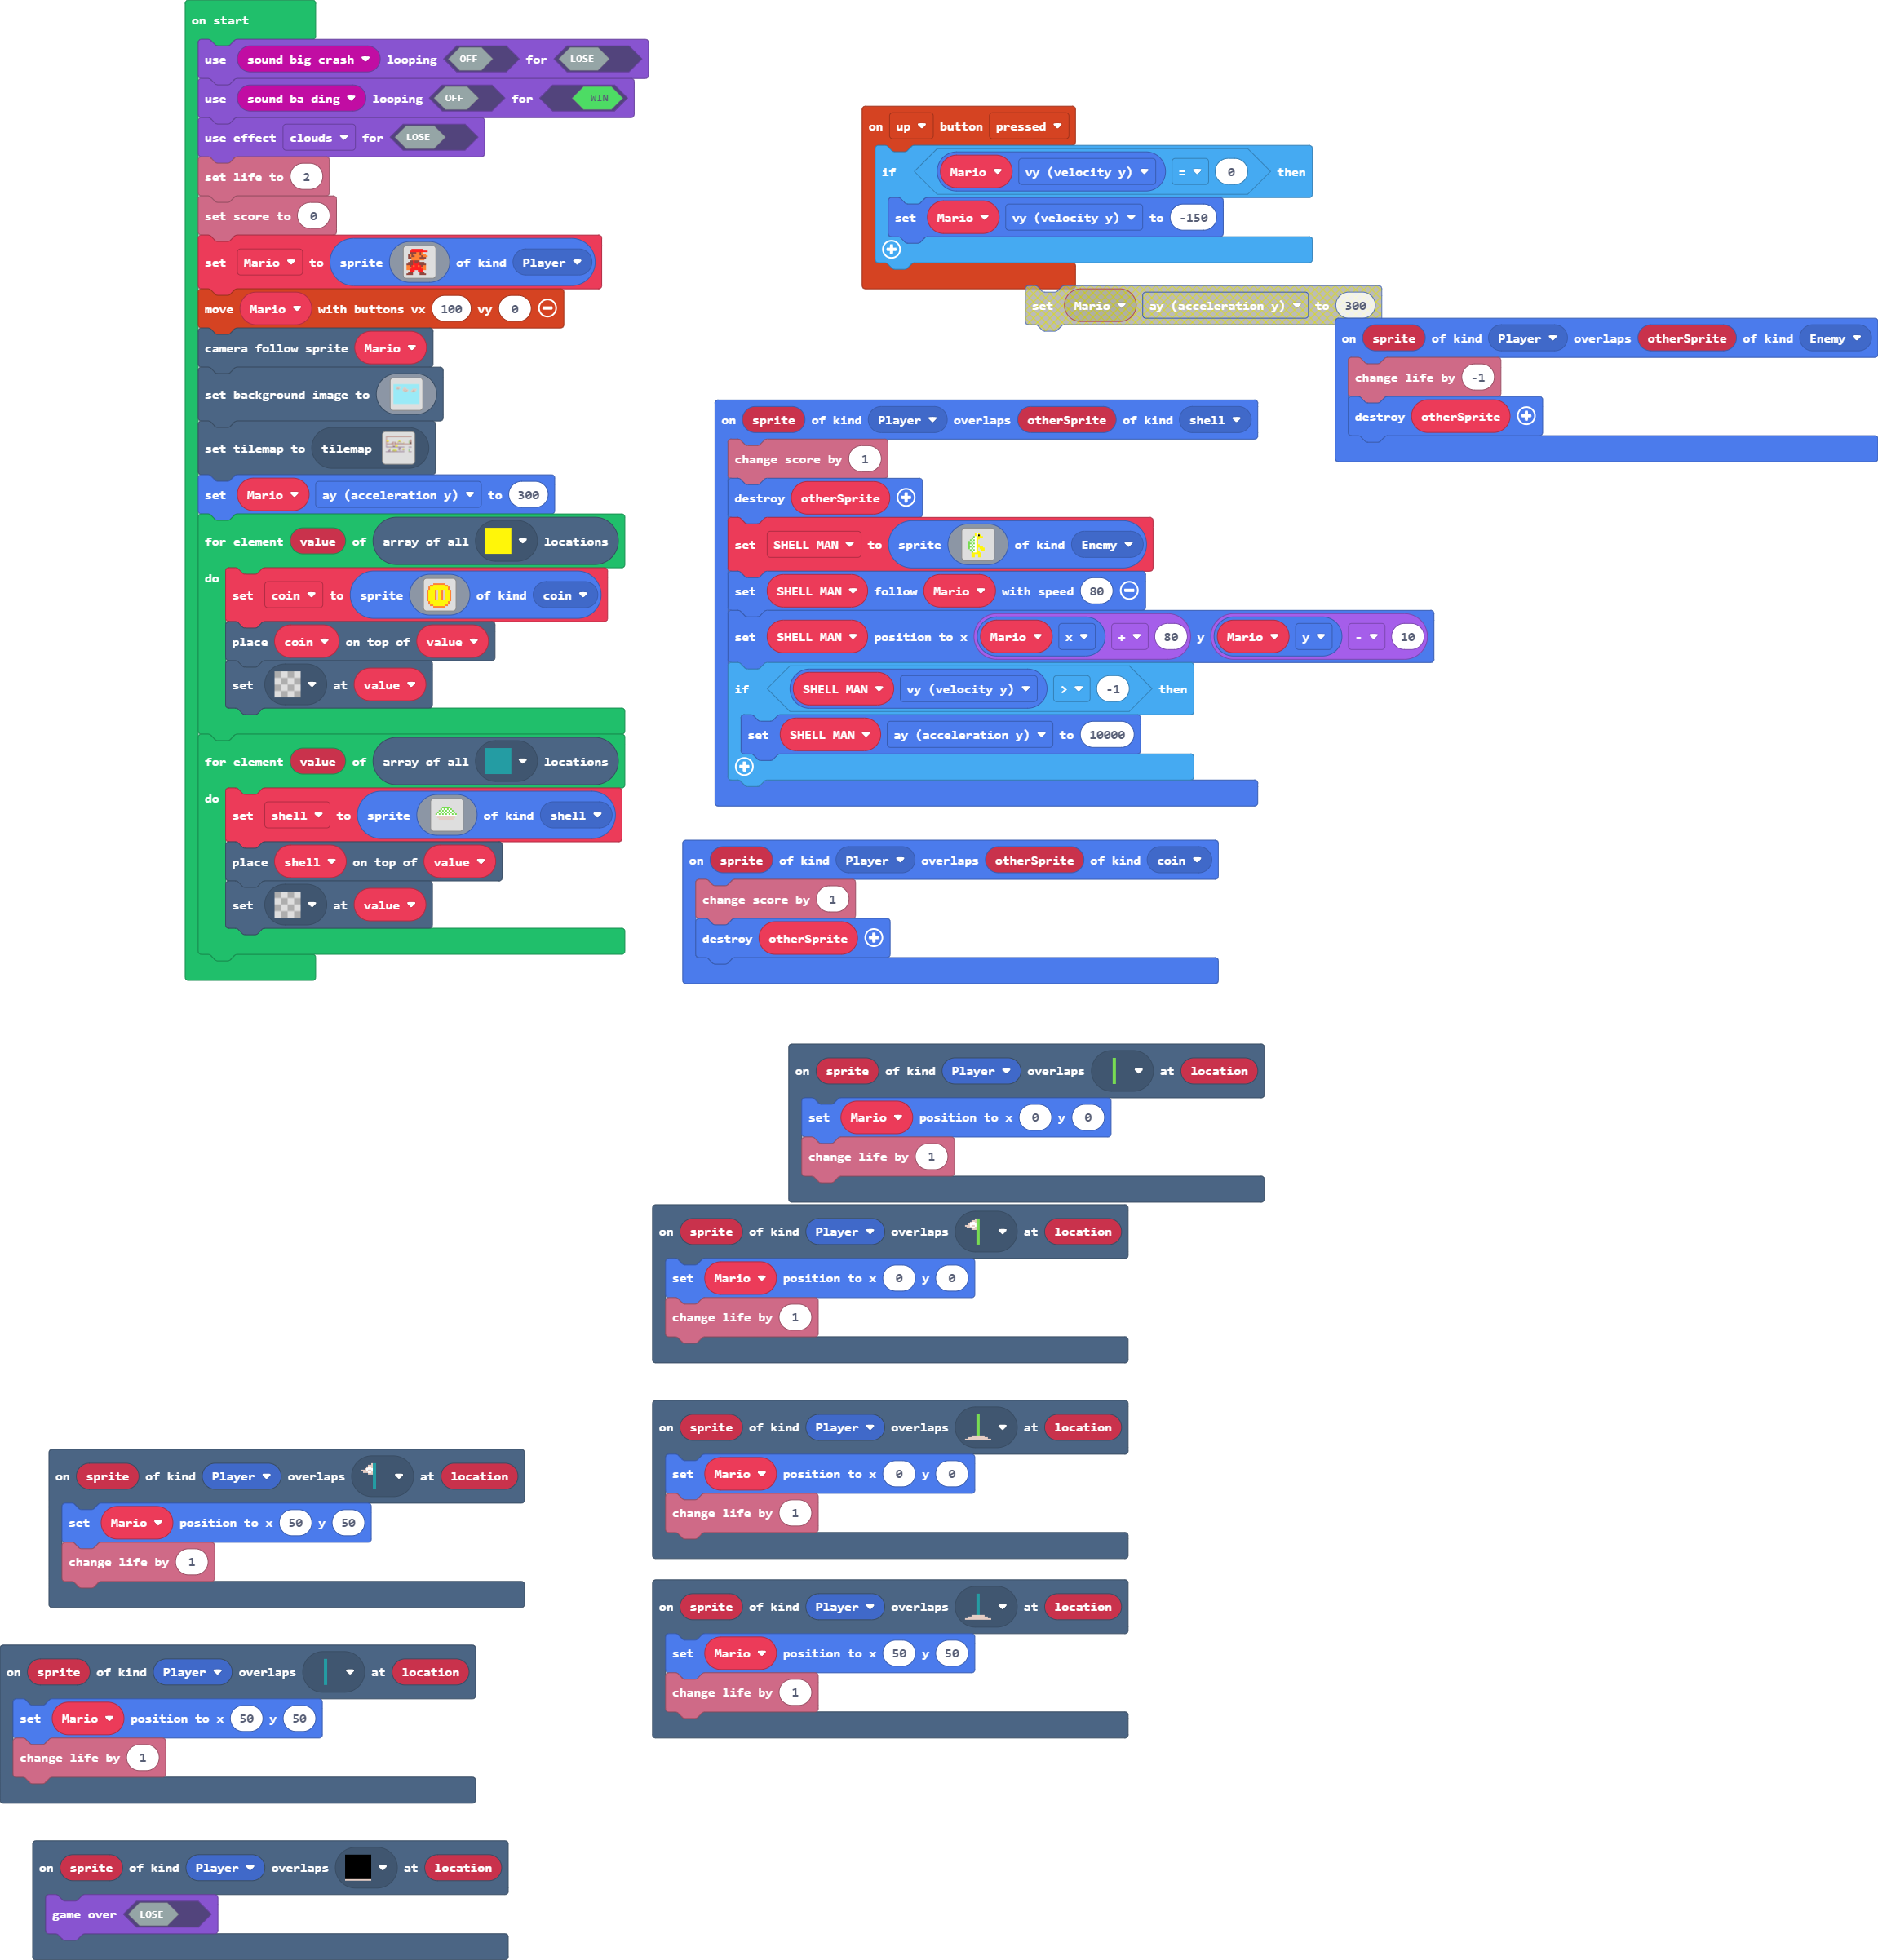 on start
use sound big crash looping OFF for LOSE
use sound ba ding looping OFF for WIN
use effect clouds for LOSE
set life to 2
set score to 0
set Mario to sprite of kind Player
move Mario with buttons vx 100 vy 0
camera follow sprite Mario
set background image to
set tilemap to tilemap
set Mario ay (acceleration y) to 300
for element value of array of all locations
do
set coin to sprite of kind coin
place coin on top of value
set at value
for element value of array of all locations
do
set shell to sprite of kind shell
place shell on top of value
set at value
on up button pressed
if Mario vy (velocity y) = 0 then
set Mario vy (velocity y) to -150
set Mario ay (acceleration y) to 300
on sprite of kind Player overlaps otherSprite of kind Enemy
change life by -1
destroy otherSprite
on sprite of kind Player overlaps otherSprite of kind shell
change score by 1
destroy otherSprite
set SHELL MAN to sprite of kind Enemy
set SHELL MAN follow Mario with speed 80
set SHELL MAN position to x Mario x + 80 y Mario y - 10
if SHELL MAN vy (velocity y) > -1 then
set SHELL MAN ay (acceleration y) to 10000
on sprite of kind Player overlaps otherSprite of kind coin
change score by 1
destroy otherSprite
on sprite of kind Player overlaps at location
set Mario position to x 0 y 0
change life by 1
on sprite of kind Player overlaps at location
set Mario position to x 0 y 0
change life by 1
on sprite of kind Player overlaps at location
set Mario position to x 0 y 0
change life by 1
on sprite of kind Player overlaps at location
set Mario position to x 50 y 50
change life by 1
on sprite of kind Player overlaps at location
set Mario position to x 50 y 50
change life by 1
on sprite of kind Player overlaps at location
set Mario position to x 50 y 50
change life by 1
on sprite of kind Player overlaps at location
game over LOSE